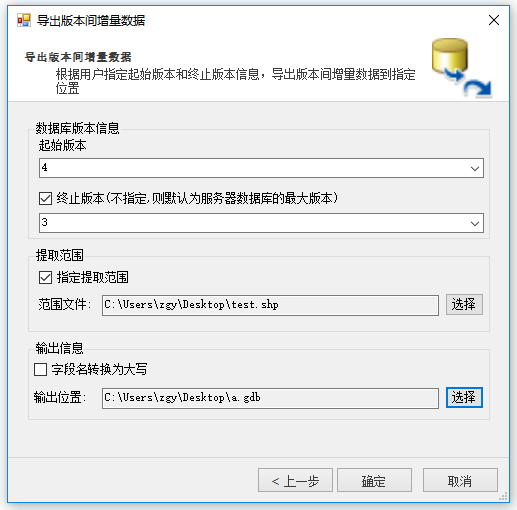 导出版本间增量数据
导出版本间增量数据
根据用户指定起始版本和终止版本信息，导出版本间增量数据到指定
位置
数据库版本信息
起始版本
4
终止版本(不指定,则默认为服务器数据库的最大版本)
3
提取范围
指定提取范围
范围文件: C:\Users\zgy\Desktop\test.shp 选择
输出信息
字段名转换为大写
输出位置: C:\Users\zgy\Desktop\a.gdb 选择
< 上一步 确定 取消